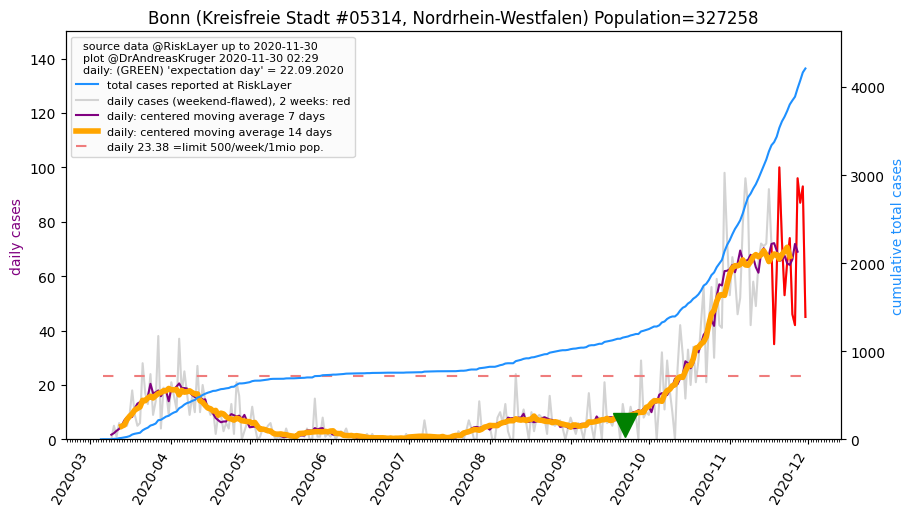 Bonn (Kreisfreie Stadt #05314, Nordrhein-Westfalen) Population=327258
source data @RiskLayer up to 2020-11-30
plot @DrAndreasKruger 2020-11-30 02:29
daily: (GREEN) 'expectation day' = 22.09.2020
total cases reported at RiskLayer
daily cases (weekend-flawed), 2 weeks: red
daily: centered moving average 7 days
daily: centered moving average 14 days
daily 23.38 =limit 500/week/1mio pop.
daily cases
0
20
40
60
80
100
120
140
cumulative total cases
0
1000
2000
3000
4000
2020-03
2020-04
2020-05
2020-06
2020-07
2020-08
2020-09
2020-10
2020-11
2020-12